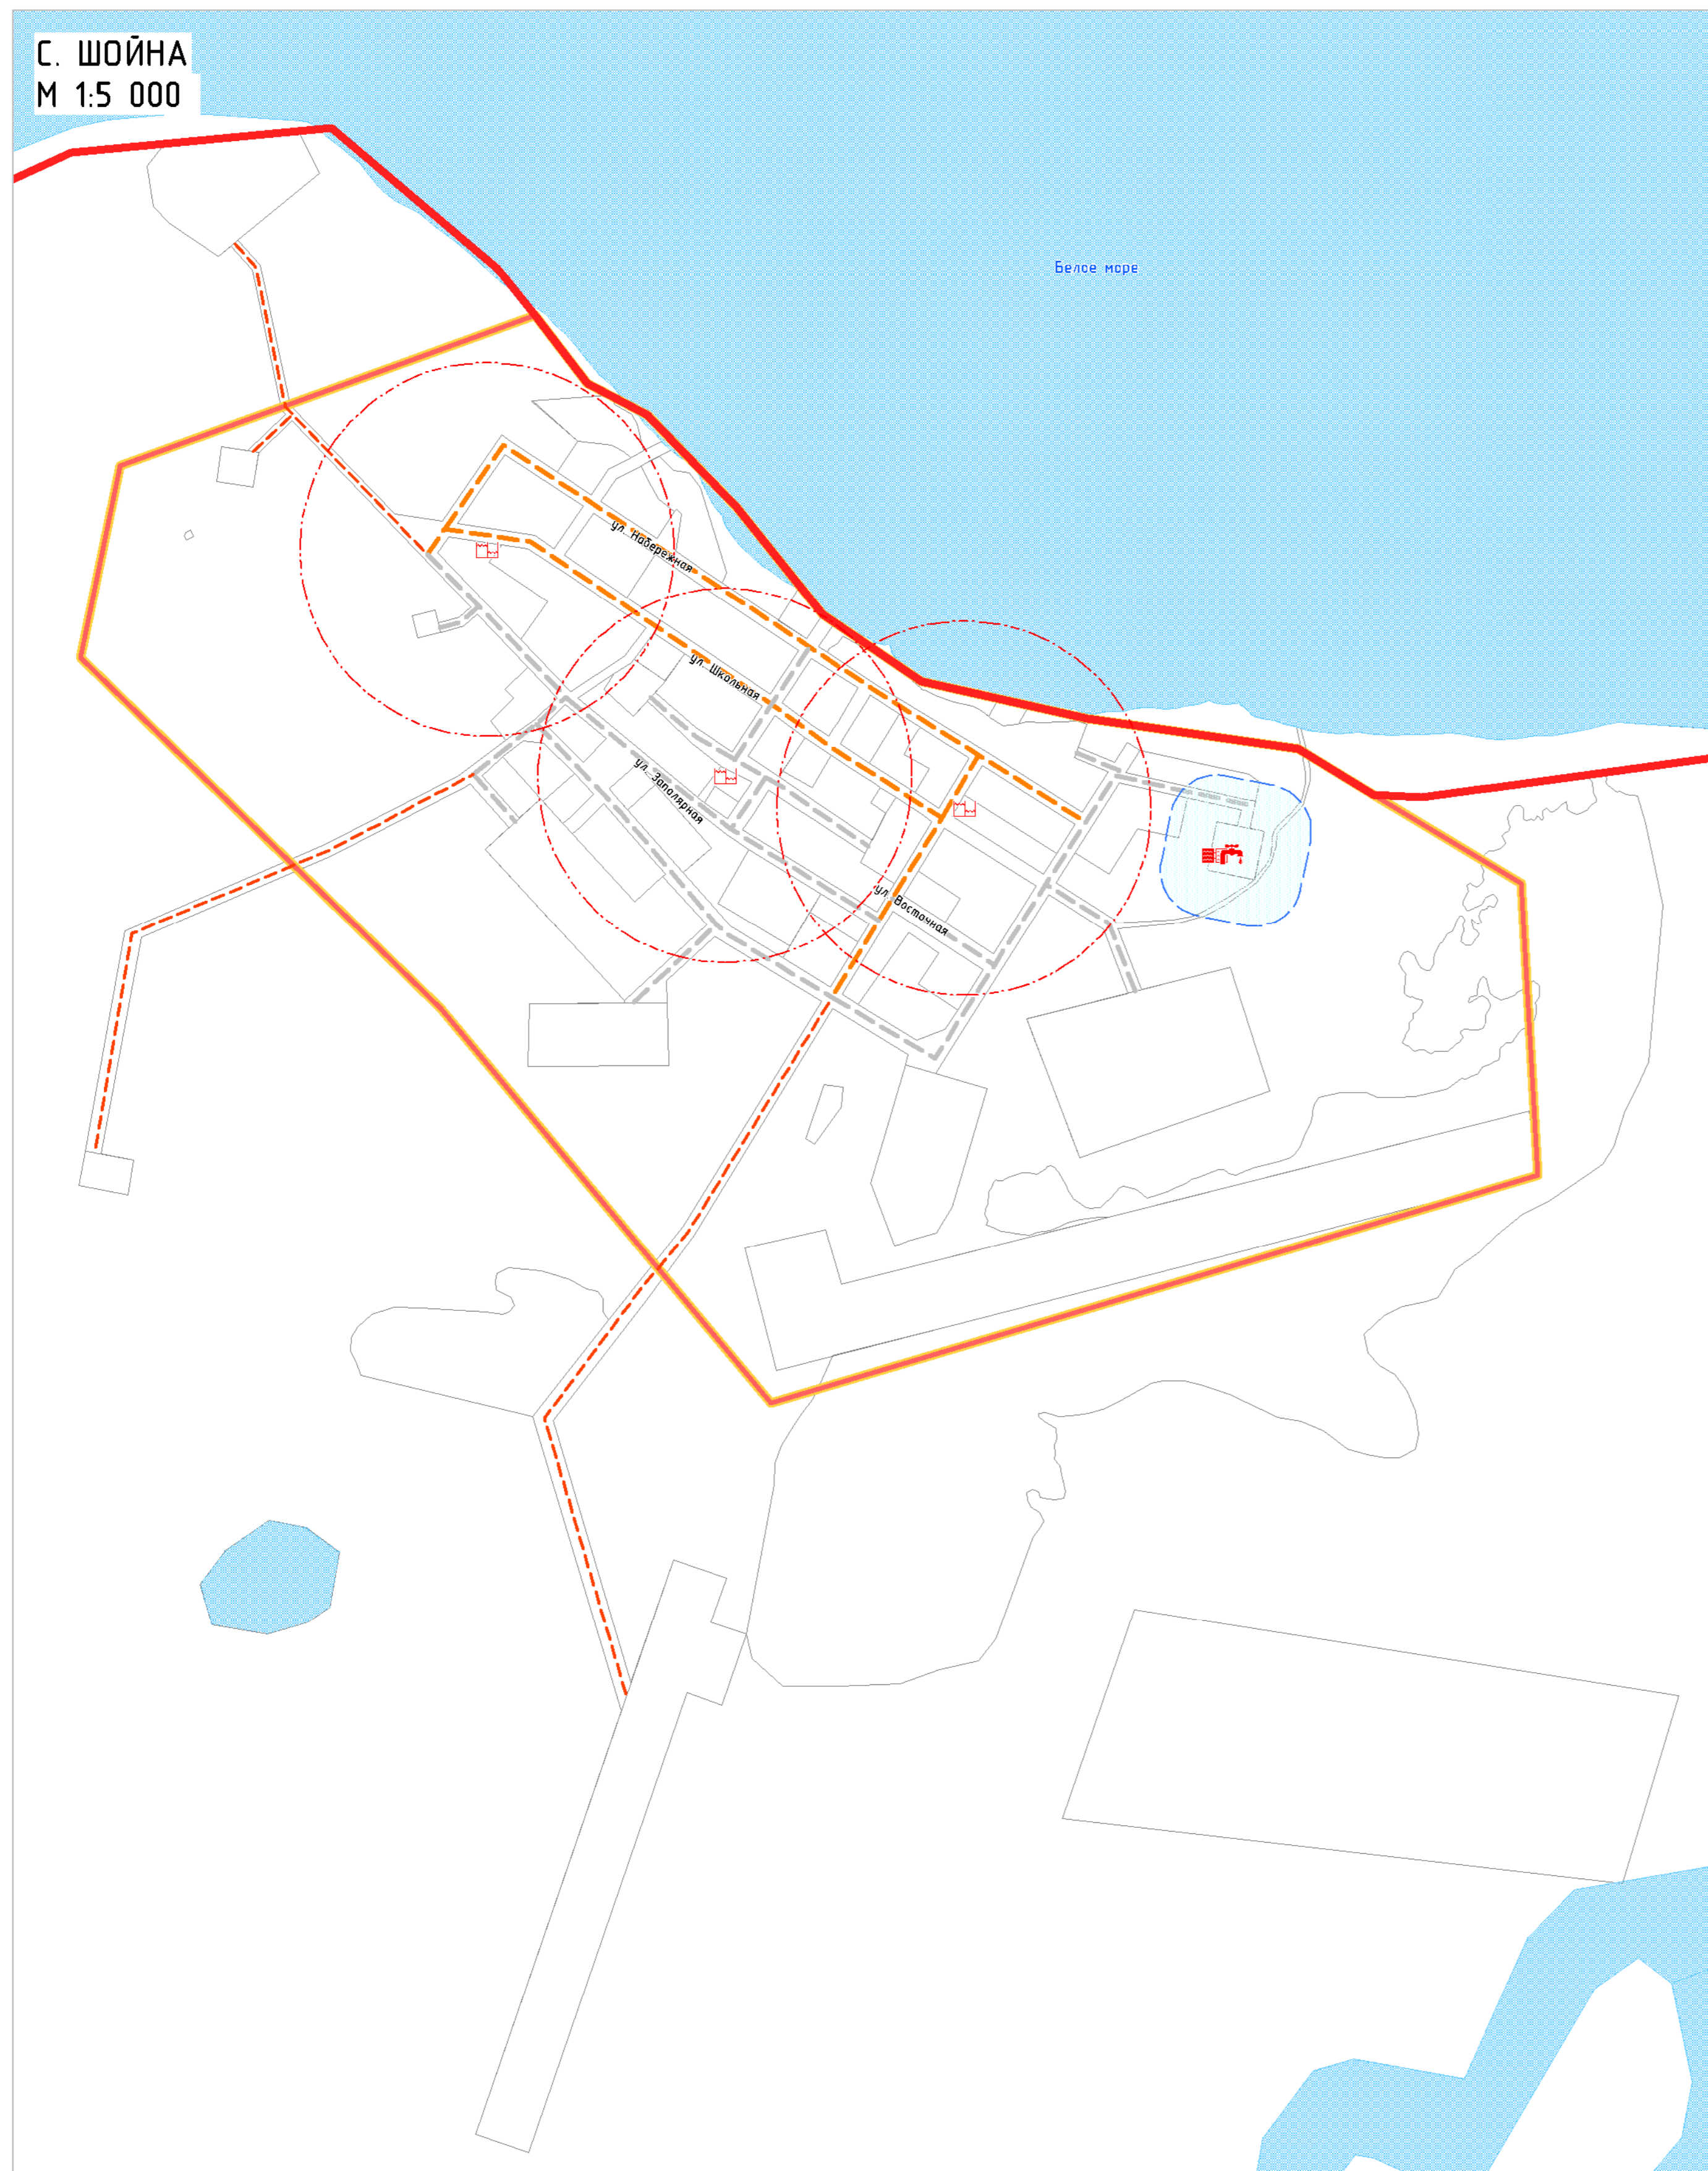 С. ШОЙНА
М 1:5 000
Белое море
ул. Набережная
ул. Школьная
ул. Заполярная
ул. Восточная